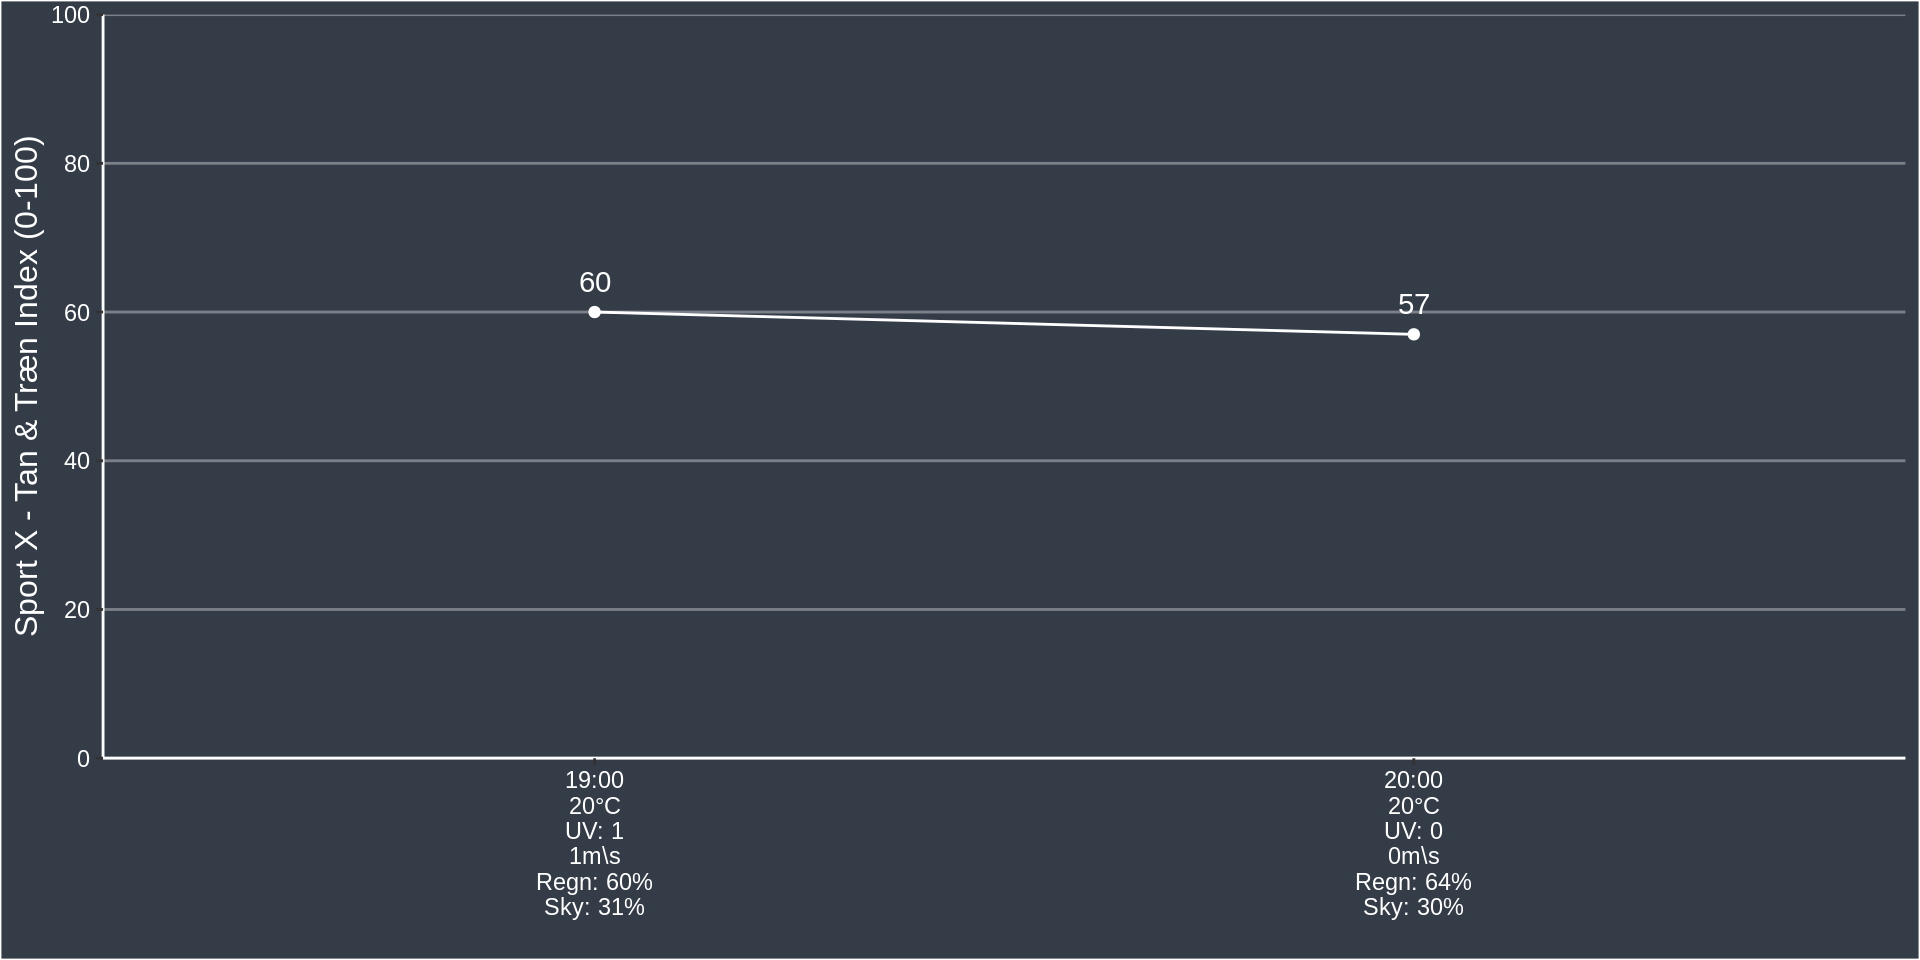 Sport X - Tan & Træn Index (0-100)
100
80
60
40
20
0
60
57
19:00
20°C
UV: 1
1m\s
Regn: 60%
Sky: 31%
20:00
20°C
UV: 0
0m\s
Regn: 64%
Sky: 30%